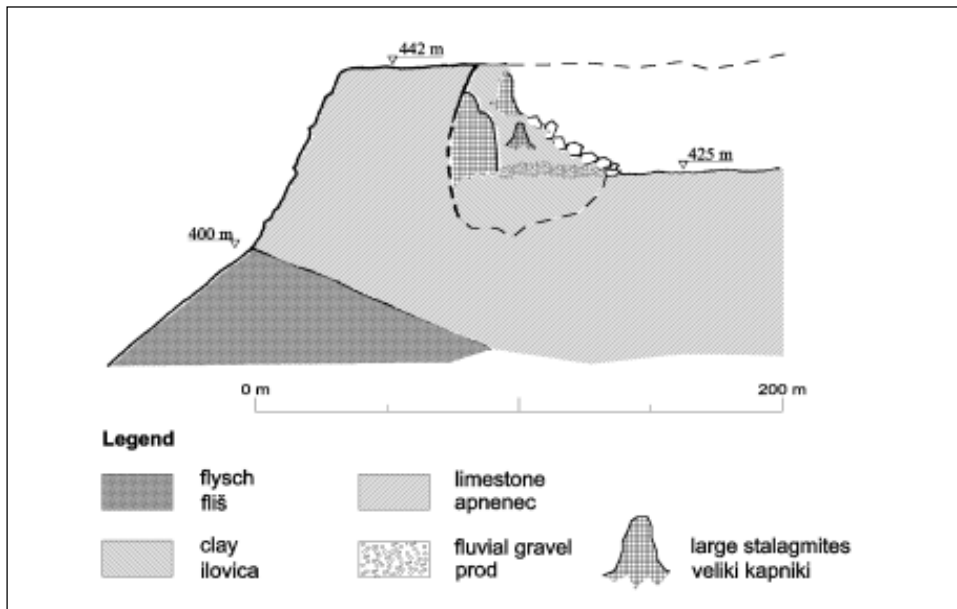 442 m
425 m
400 m
0 m 200 m
Legend
flysch
fliš
limestone
apnenec
clay
ilovica
fluvial gravel
prod
large stalagmites
veliki kapniki